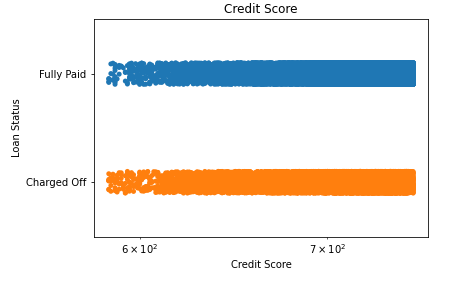 Credit Score
Fully Paid
Loan Status
Charged Off
6 × 10²
7 × 10²
Credit Score